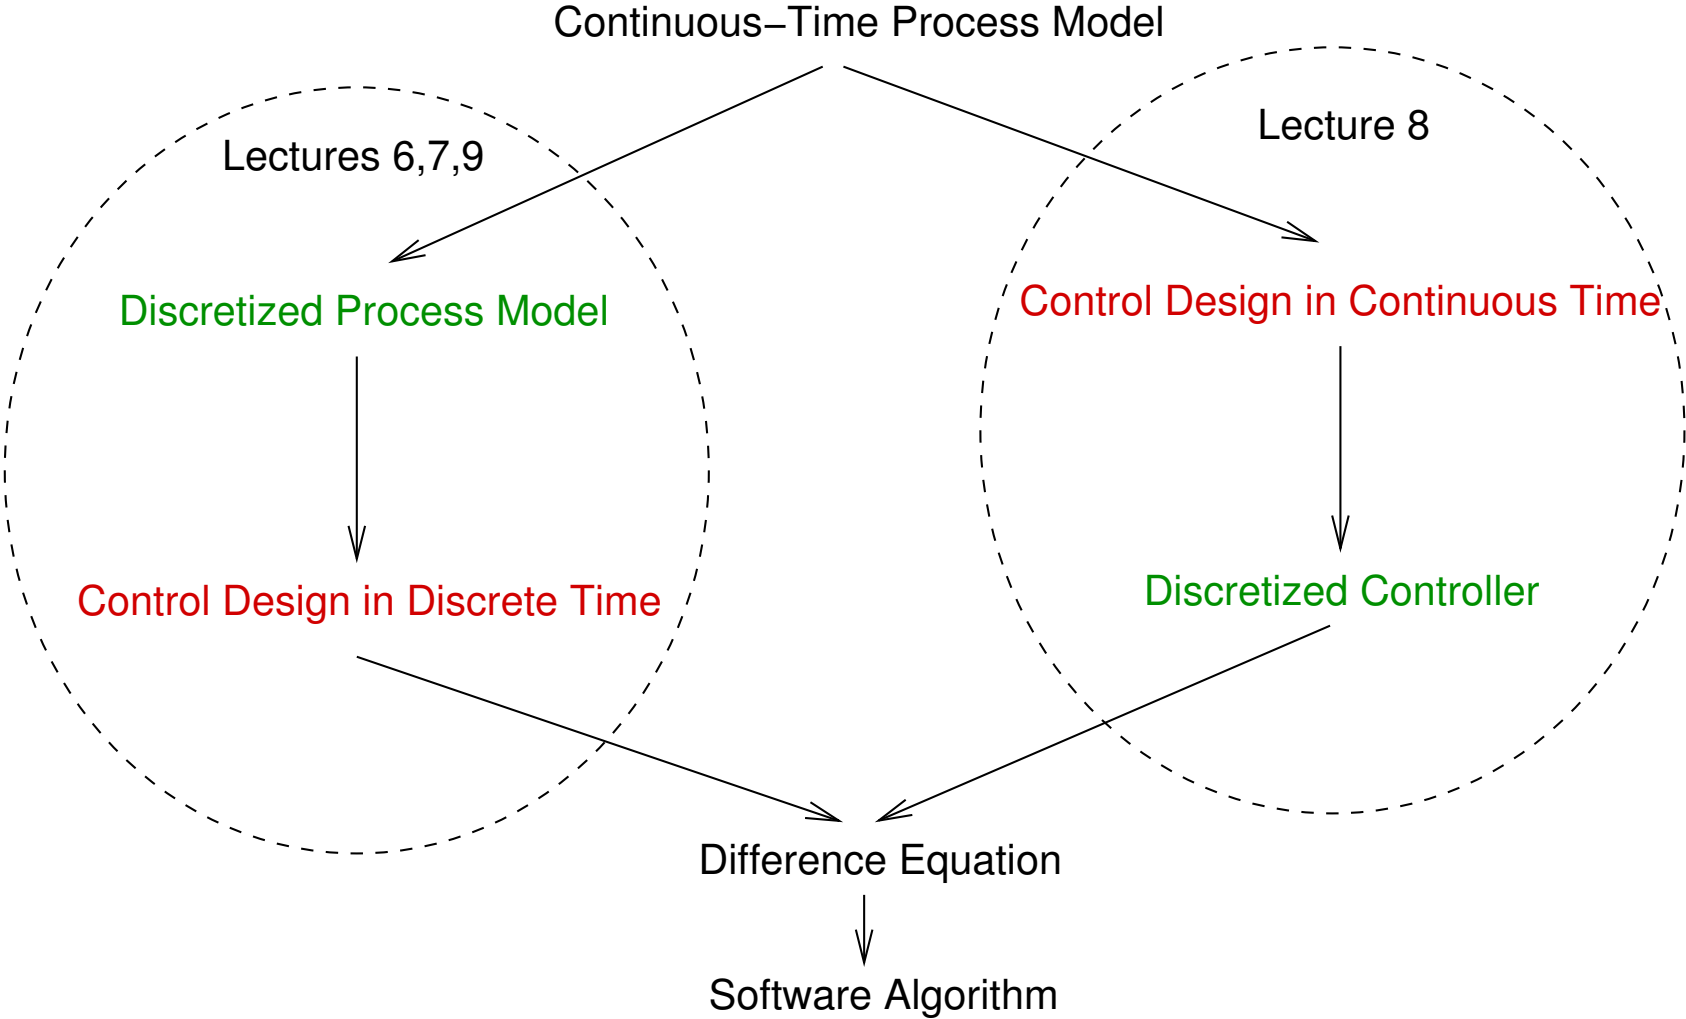 Continuous−Time Process Model
Lectures 6,7,9
Lecture 8
Discretized Process Model
Control Design in Continuous Time
Control Design in Discrete Time
Discretized Controller
Difference Equation
Software Algorithm